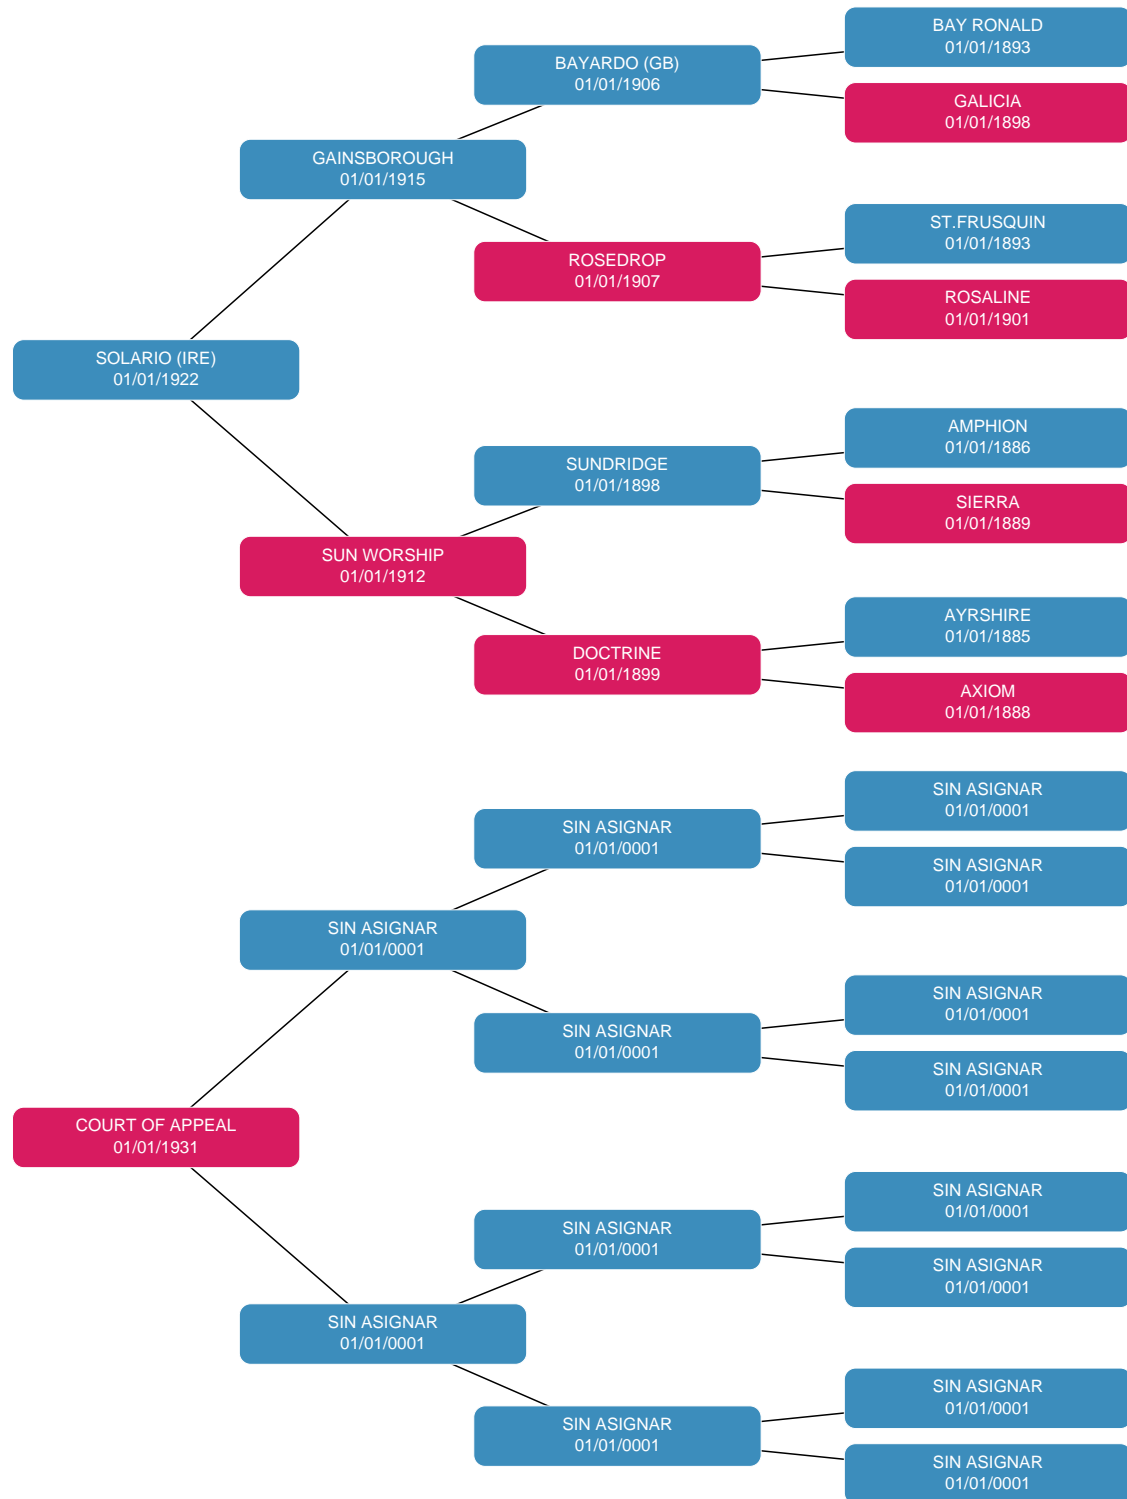 BAY RONALD
01/01/1893
BAYARDO (GB)
01/01/1906
GALICIA
01/01/1898
GAINSBOROUGH
01/01/1915
ST.FRUSQUIN
01/01/1893
ROSEDROP
01/01/1907
ROSALINE
01/01/1901
SOLARIO (IRE)
01/01/1922
AMPHION
01/01/1886
SUNDRIDGE
01/01/1898
SIERRA
01/01/1889
SUN WORSHIP
01/01/1912
AYRSHIRE
01/01/1885
DOCTRINE
01/01/1899
AXIOM
01/01/1888
SIN ASIGNAR
01/01/0001
SIN ASIGNAR
01/01/0001
SIN ASIGNAR
01/01/0001
SIN ASIGNAR
01/01/0001
SIN ASIGNAR
01/01/0001
SIN ASIGNAR
01/01/0001
SIN ASIGNAR
01/01/0001
COURT OF APPEAL
01/01/1931
SIN ASIGNAR
01/01/0001
SIN ASIGNAR
01/01/0001
SIN ASIGNAR
01/01/0001
SIN ASIGNAR
01/01/0001
SIN ASIGNAR
01/01/0001
SIN ASIGNAR
01/01/0001
SIN ASIGNAR
01/01/0001